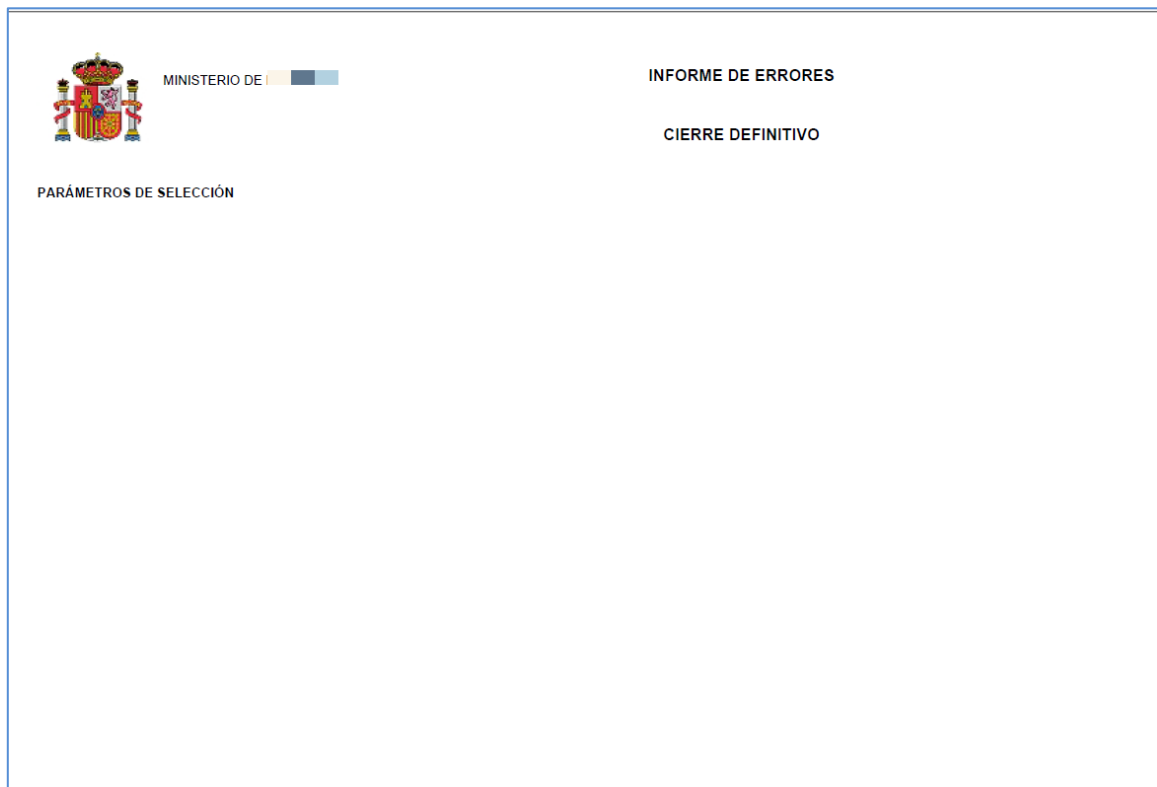 MINISTERIO DE
INFORME DE ERRORES
CIERRE DEFINITIVO
PARÁMETROS DE SELECCIÓN